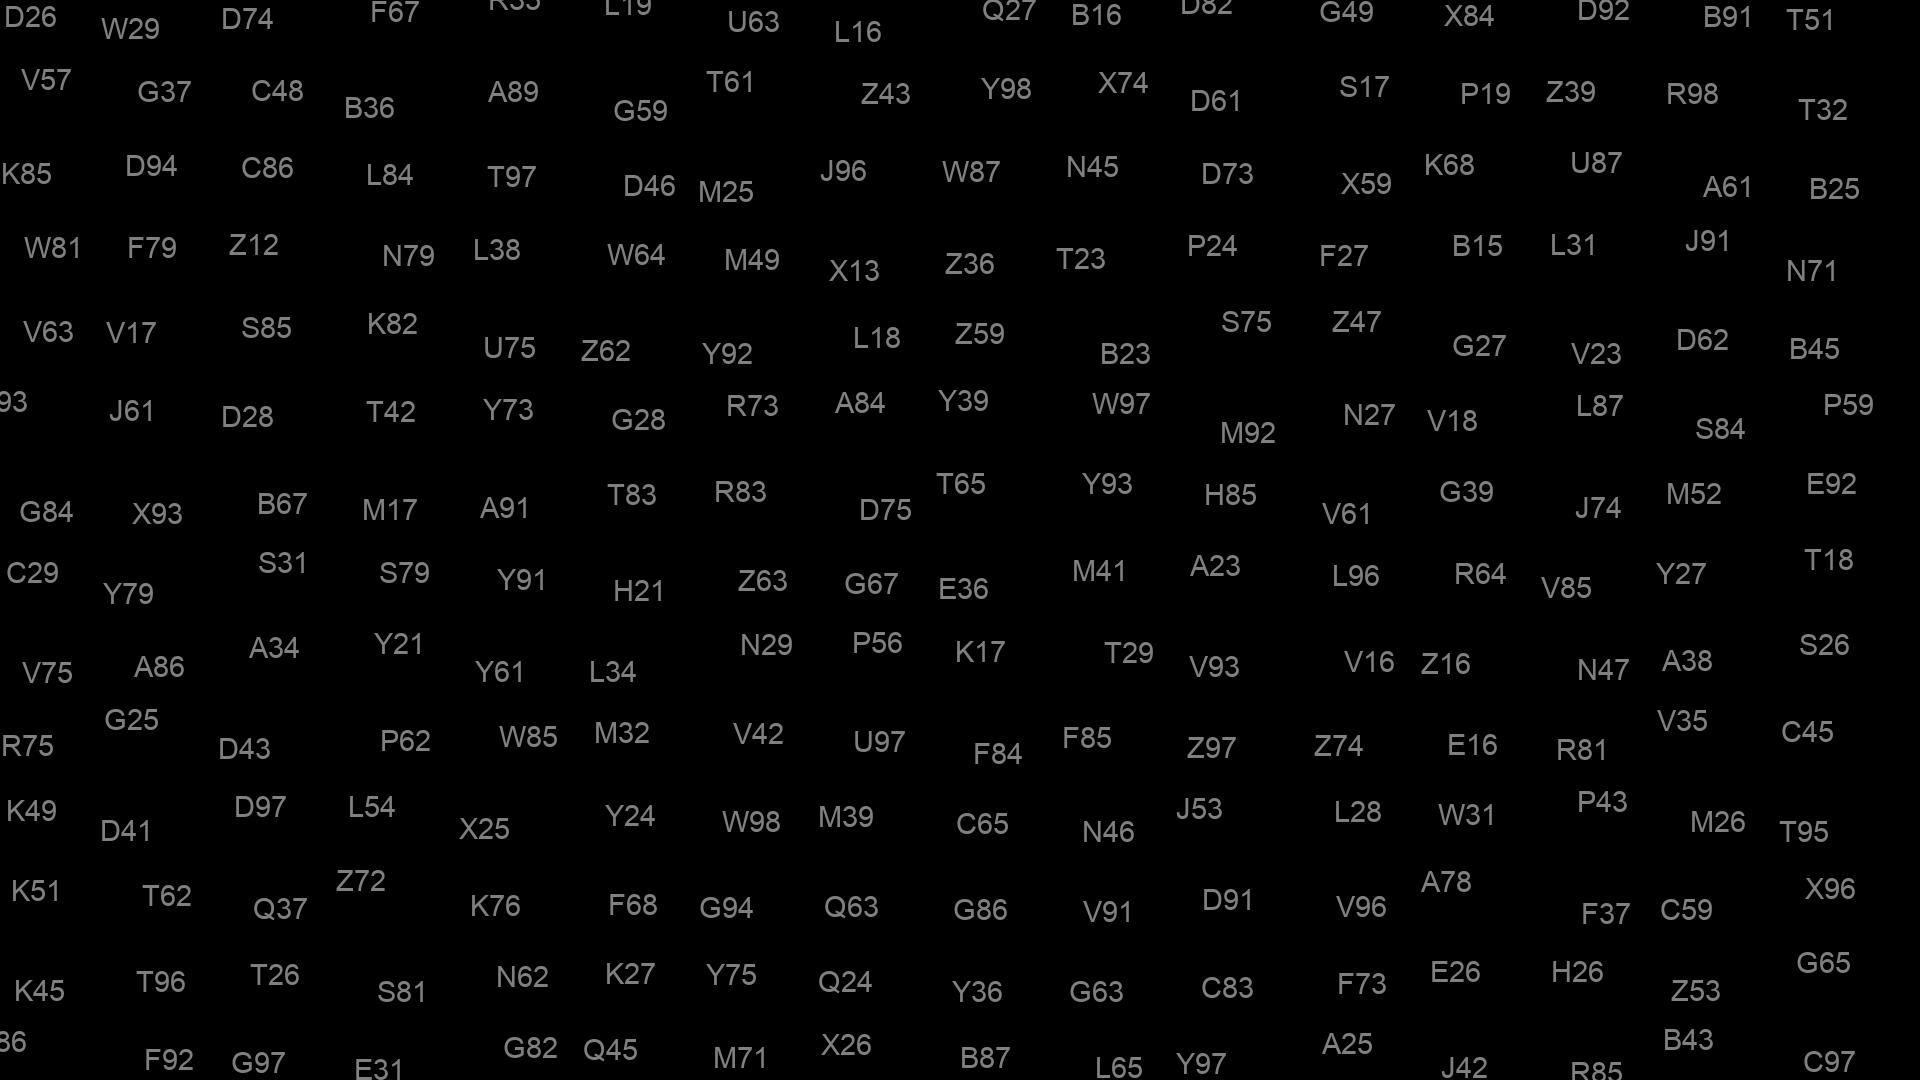 D26 W29 D74 F67 R35 L19 U63 L16 Q27 B16 D82 G49 X84 D92 B91 T51
V57 G37 C48 B36 A89 G59 T61 Z43 Y98 X74 D61 S17 P19 Z39 R98 T32
K85 D94 C86 L84 T97 D46 M25 J96 W87 N45 D73 X59 K68 U87 A61 B25
W81 F79 Z12 N79 L38 W64 M49 X13 Z36 T23 P24 F27 B15 L31 J91 N71
V63 V17 S85 K82 U75 Z62 Y92 L18 Z59 B23 S75 Z47 G27 V23 D62 B45
93 J61 D28 T42 Y73 G28 R73 A84 Y39 W97 M92 N27 V18 L87 S84 P59
G84 X93 B67 M17 A91 T83 R83 D75 T65 Y93 H85 V61 G39 J74 M52 E92
C29 Y79 S31 S79 Y91 H21 Z63 G67 E36 M41 A23 L96 R64 V85 Y27 T18
V75 A86 A34 Y21 Y61 L34 N29 P56 K17 T29 V93 V16 Z16 N47 A38 S26
R75 G25 D43 P62 W85 M32 V42 U97 F84 F85 Z97 Z74 E16 R81 V35 C45
K49 D41 D97 L54 X25 Y24 W98 M39 C65 N46 J53 L28 W31 P43 M26 T95
K51 T62 Q37 Z72 K76 F68 G94 Q63 G86 V91 D91 V96 A78 F37 C59 X96
K45 T96 T26 S81 N62 K27 Y75 Q24 Y36 G63 C83 F73 E26 H26 Z53 G65
86 F92 G97 E31 G82 Q45 M71 X26 B87 L65 Y97 A25 J42 R85 B43 C97